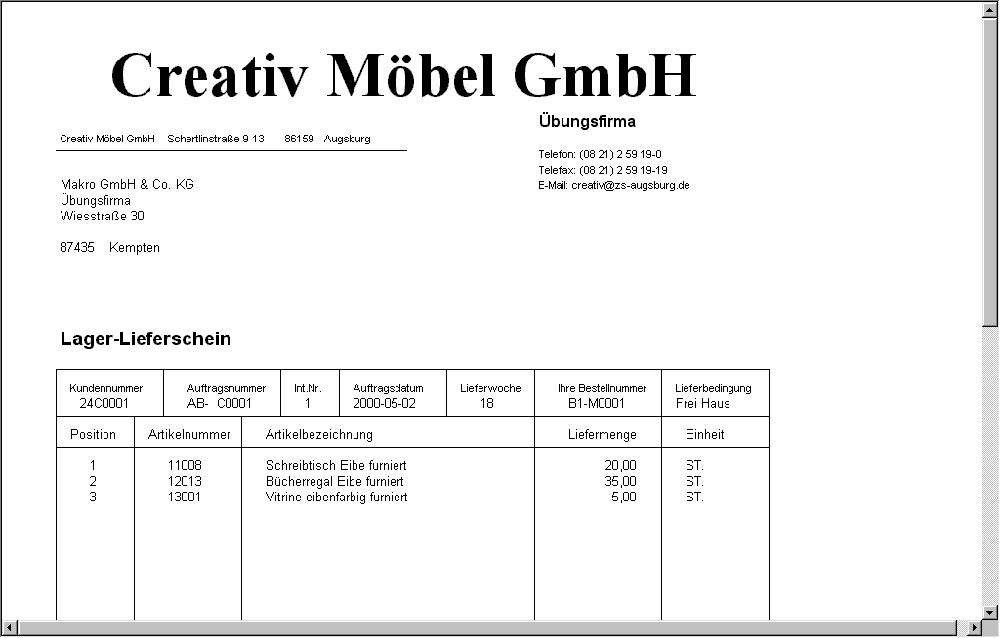 Creativ Möbel GmbH
Übungsfirma
Creativ Möbel GmbH Schertlinstraße 9-13 86159 Augsburg
Telefon: (08 21) 2 59 19-0
Telefax: (08 21) 2 59 19-19
E-Mail: creativ@zs-augsburg.de
Makro GmbH & Co. KG
Übungsfirma
Wiesstraße 30
87435 Kempten
Lager-Lieferschein
Kundennummer Auftragsnummer Int.Nr. Auftragsdatum Lieferwoche Ihre Bestellnummer Lieferbedingung
24C0001 AB- C0001 1 2000-05-02 18 B1-M0001 Frei Haus
Position Artikelnummer Artikelbezeichnung Liefermenge Einheit
1 11008 Schreibtisch Eibe furniert 20,00 ST.
2 12013 Bücherregal Eibe furniert 35,00 ST.
3 13001 Vitrine eibenfarbig furniert 5,00 ST.